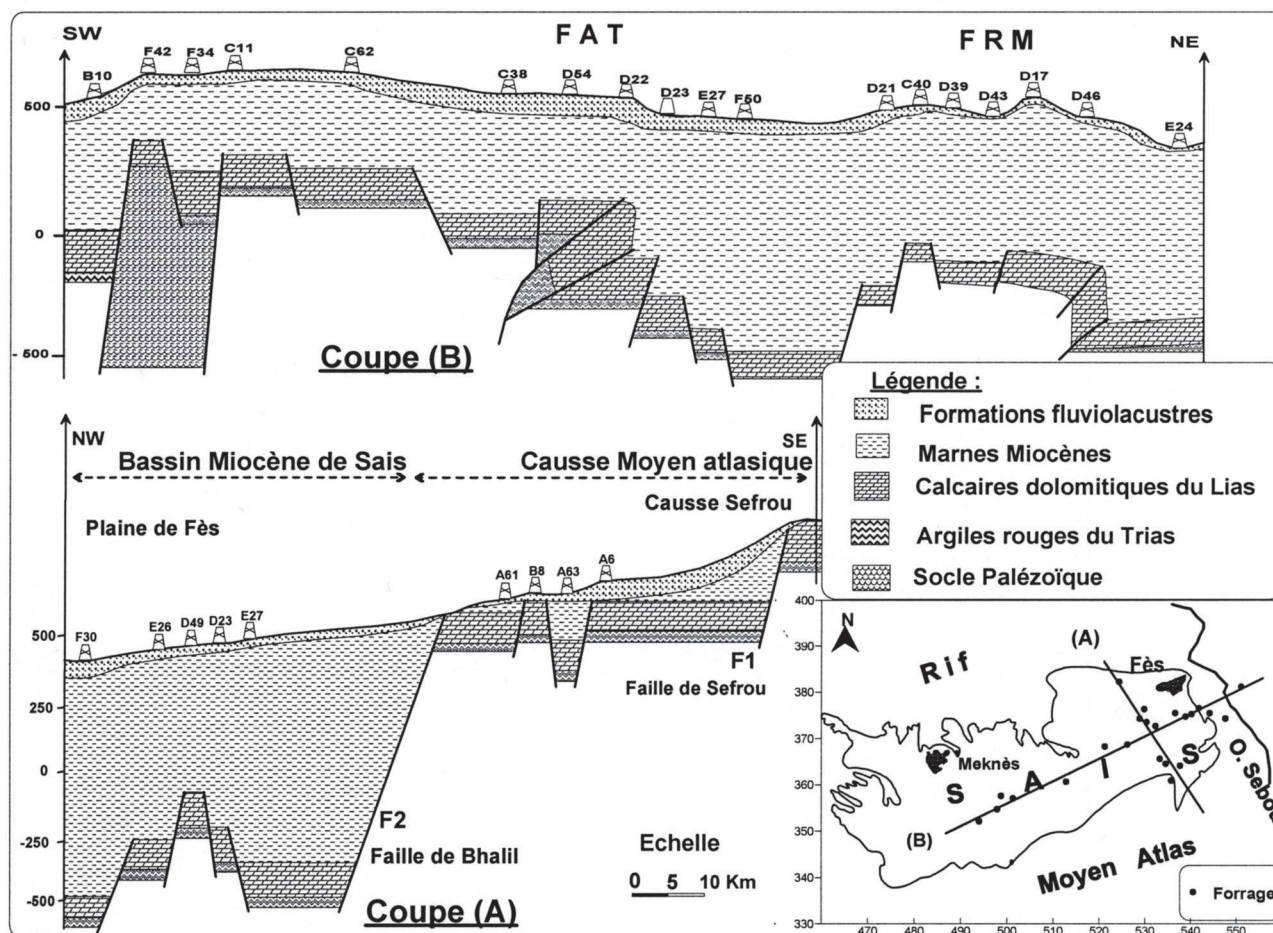 SW
F A T
F R M
NE
B10
F42
F34
C11
C62
C38
D54
D22
D23
E27
F50
D21
C40
D39
D43
D17
D46
E24
500
0
- 500
Coupe (B)
Légende :
Formations fluviolacustres
Marnes Miocènes
Calcaires dolomitiques du Lias
Argiles rouges du Trias
Socle Palézoïque
NW
SE
Bassin Miocène de Sais
Causse Moyen atlasique
Causse Sefrou
Plaine de Fès
F30
E26
D49
D23
E27
A61
B8
A63
A6
500
250
0
-250
-500
F1
Faille de Sefrou
F2
Faille de Bhalil
Coupe (A)
Echelle
0 5 10 Km
400
390
380
370
360
350
340
330
N
(A)
Rif
Fès
Meknès
S A I S
O. Sebou
(B)
Moyen Atlas
Forrage
470 480 490 500 510 520 530 540 550